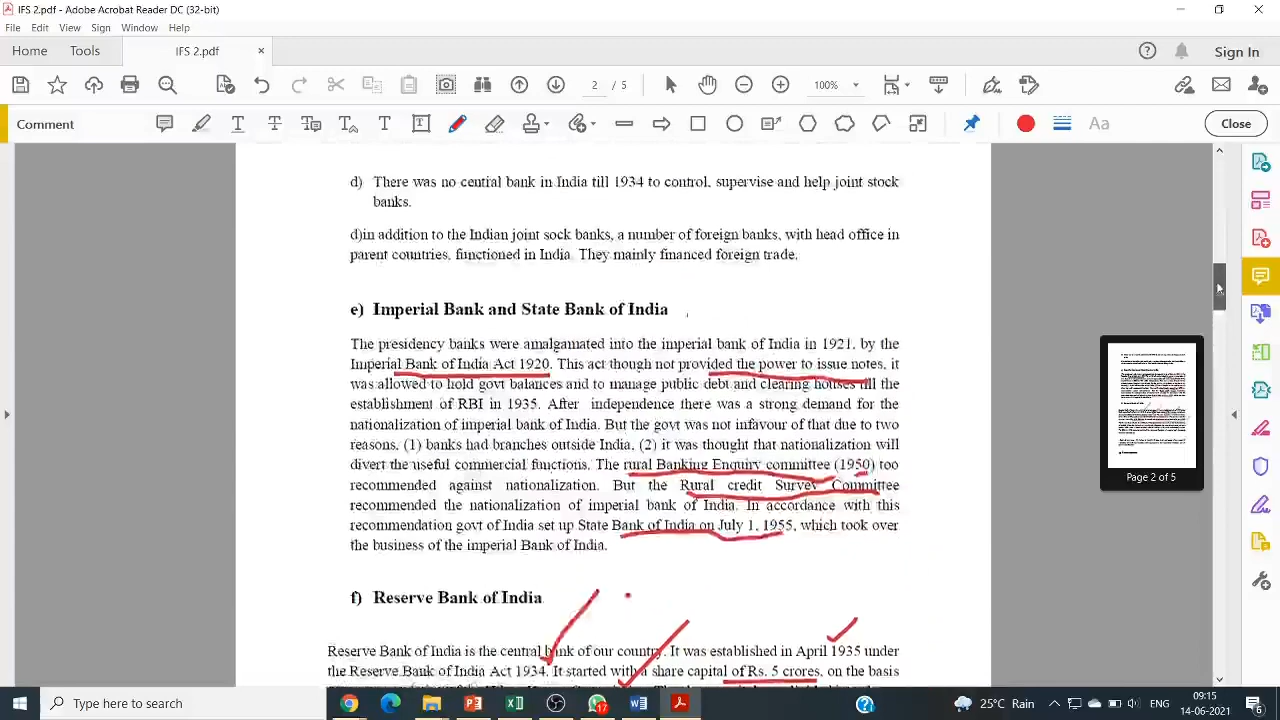 IFS 2.pdf - Adobe Acrobat Reader DC (32-bit)
File Edit View Sign Window Help
Home Tools IFS 2.pdf × Sign In
2 / 5 100%
Comment Aa Close
d) There was no central bank in India till 1934 to control, supervise and help joint stock
banks.
d)in addition to the Indian joint sock banks, a number of foreign banks, with head office in
parent countries, functioned in India. They mainly financed foreign trade.
e) Imperial Bank and State Bank of India
The presidency banks were amalgamated into the imperial bank of India in 1921, by the
Imperial Bank of India Act 1920. This act though not provided the power to issue notes, it
was allowed to hold govt balances and to manage public debt and clearing houses till the
establishment of RBI in 1935. After independence there was a strong demand for the
nationalization of imperial bank of India. But the govt was not infavour of that due to two
reasons, (1) banks had branches outside India, (2) it was thought that nationalization will
divert the useful commercial functions. The rural Banking Enquiry committee (1950) too
recommended against nationalization. But the Rural credit Survey Committee
recommended the nationalization of imperial bank of India. In accordance with this
recommendation govt of India set up State Bank of India on July 1, 1955, which took over
the business of the imperial Bank of India.
f) Reserve Bank of India
Reserve Bank of India is the central bank of our country. It was established in April 1935 under
the Reserve Bank of India Act 1934. It started with a share capital of Rs. 5 crores, on the basis
Page 2 of 5
Type here to search
17
25°C Rain
ENG
09:15
14-06-2021